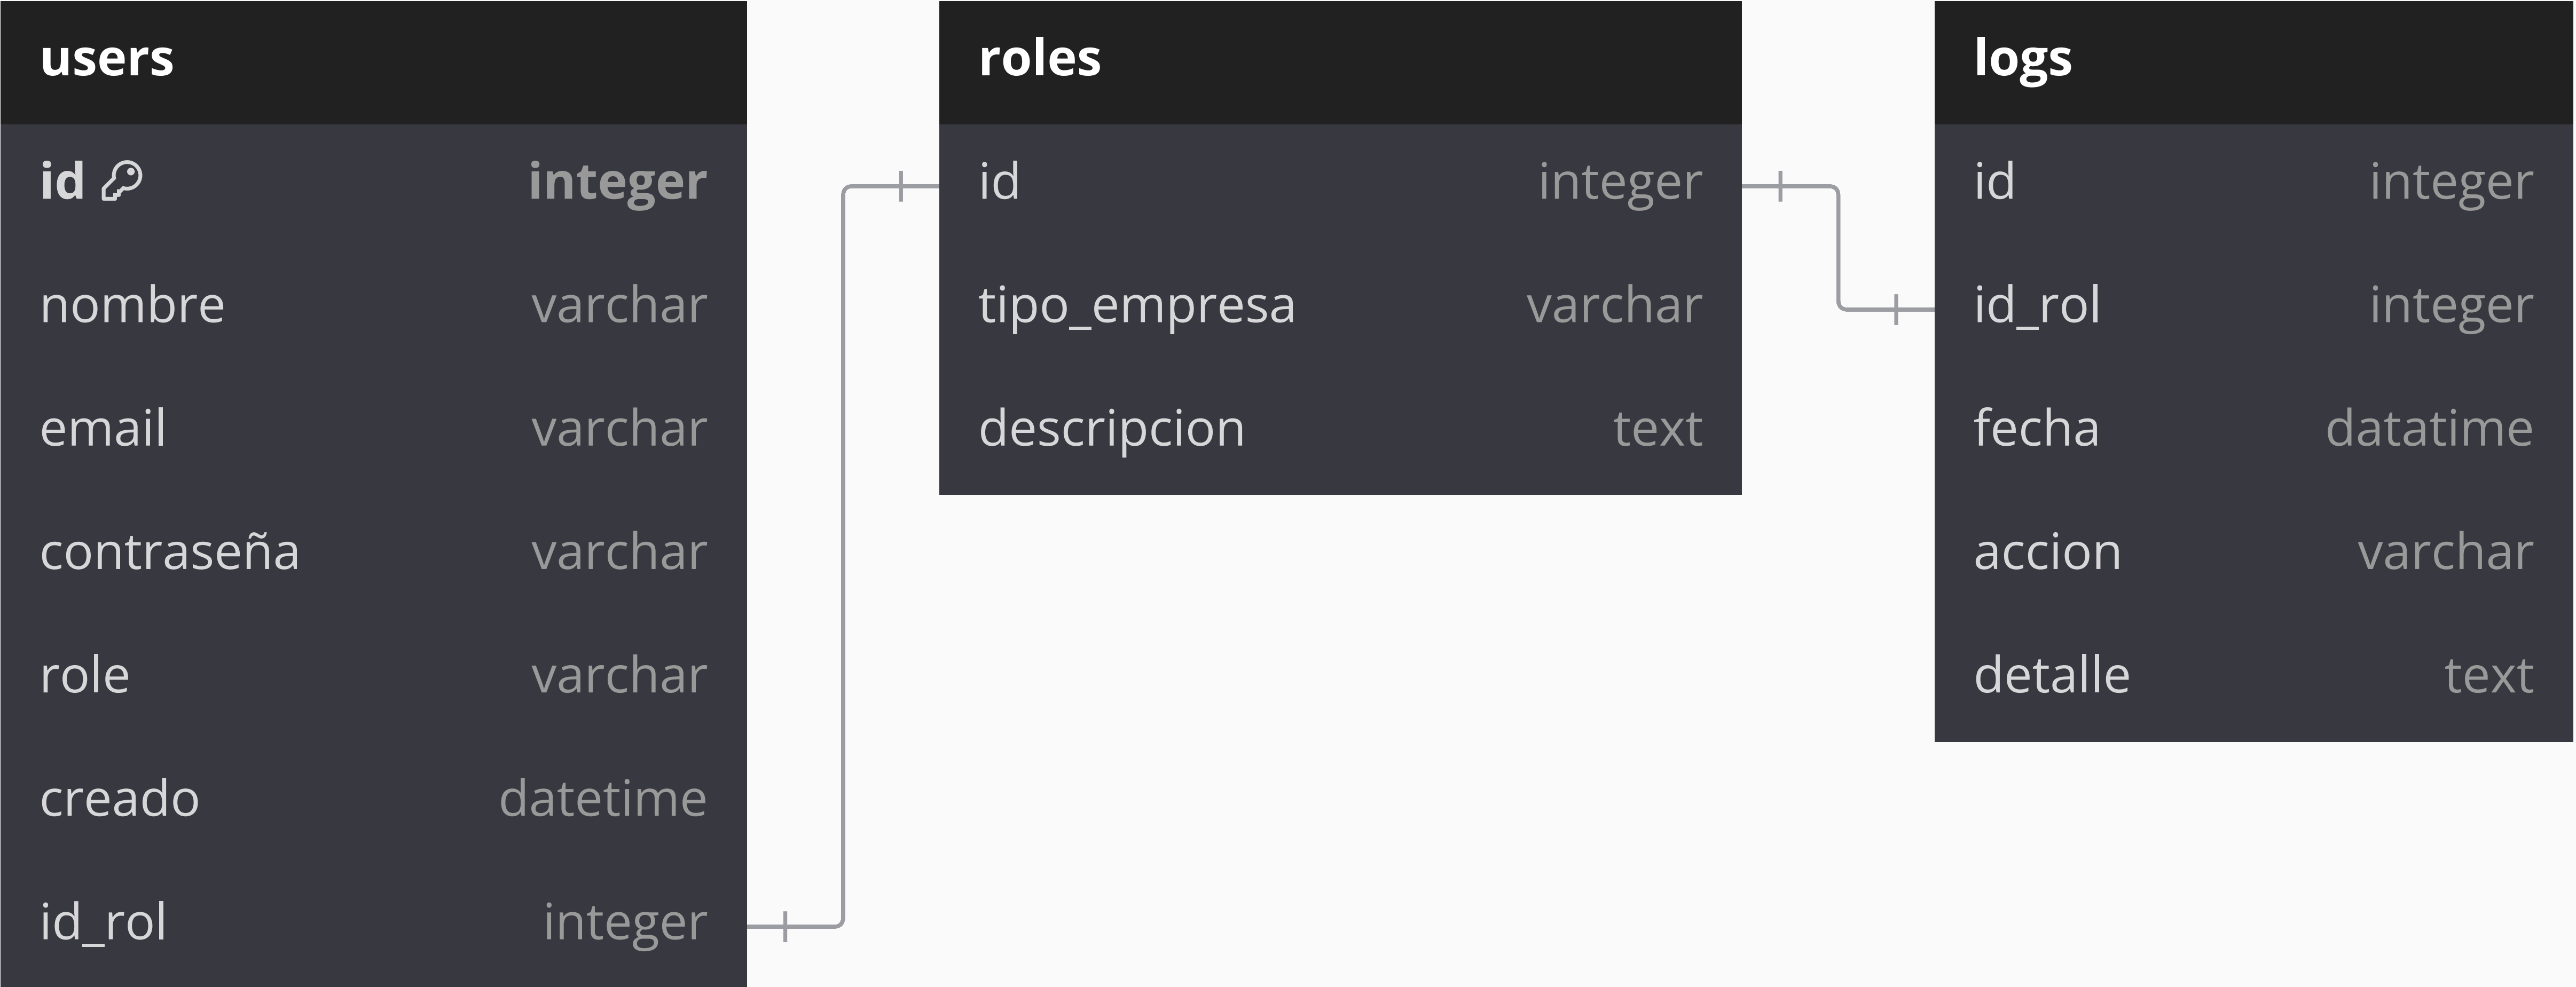 users
id integer
nombre varchar
email varchar
contraseña varchar
role varchar
creado datetime
id_rol integer
roles
id integer
tipo_empresa varchar
descripcion text
logs
id integer
id_rol integer
fecha datatime
accion varchar
detalle text